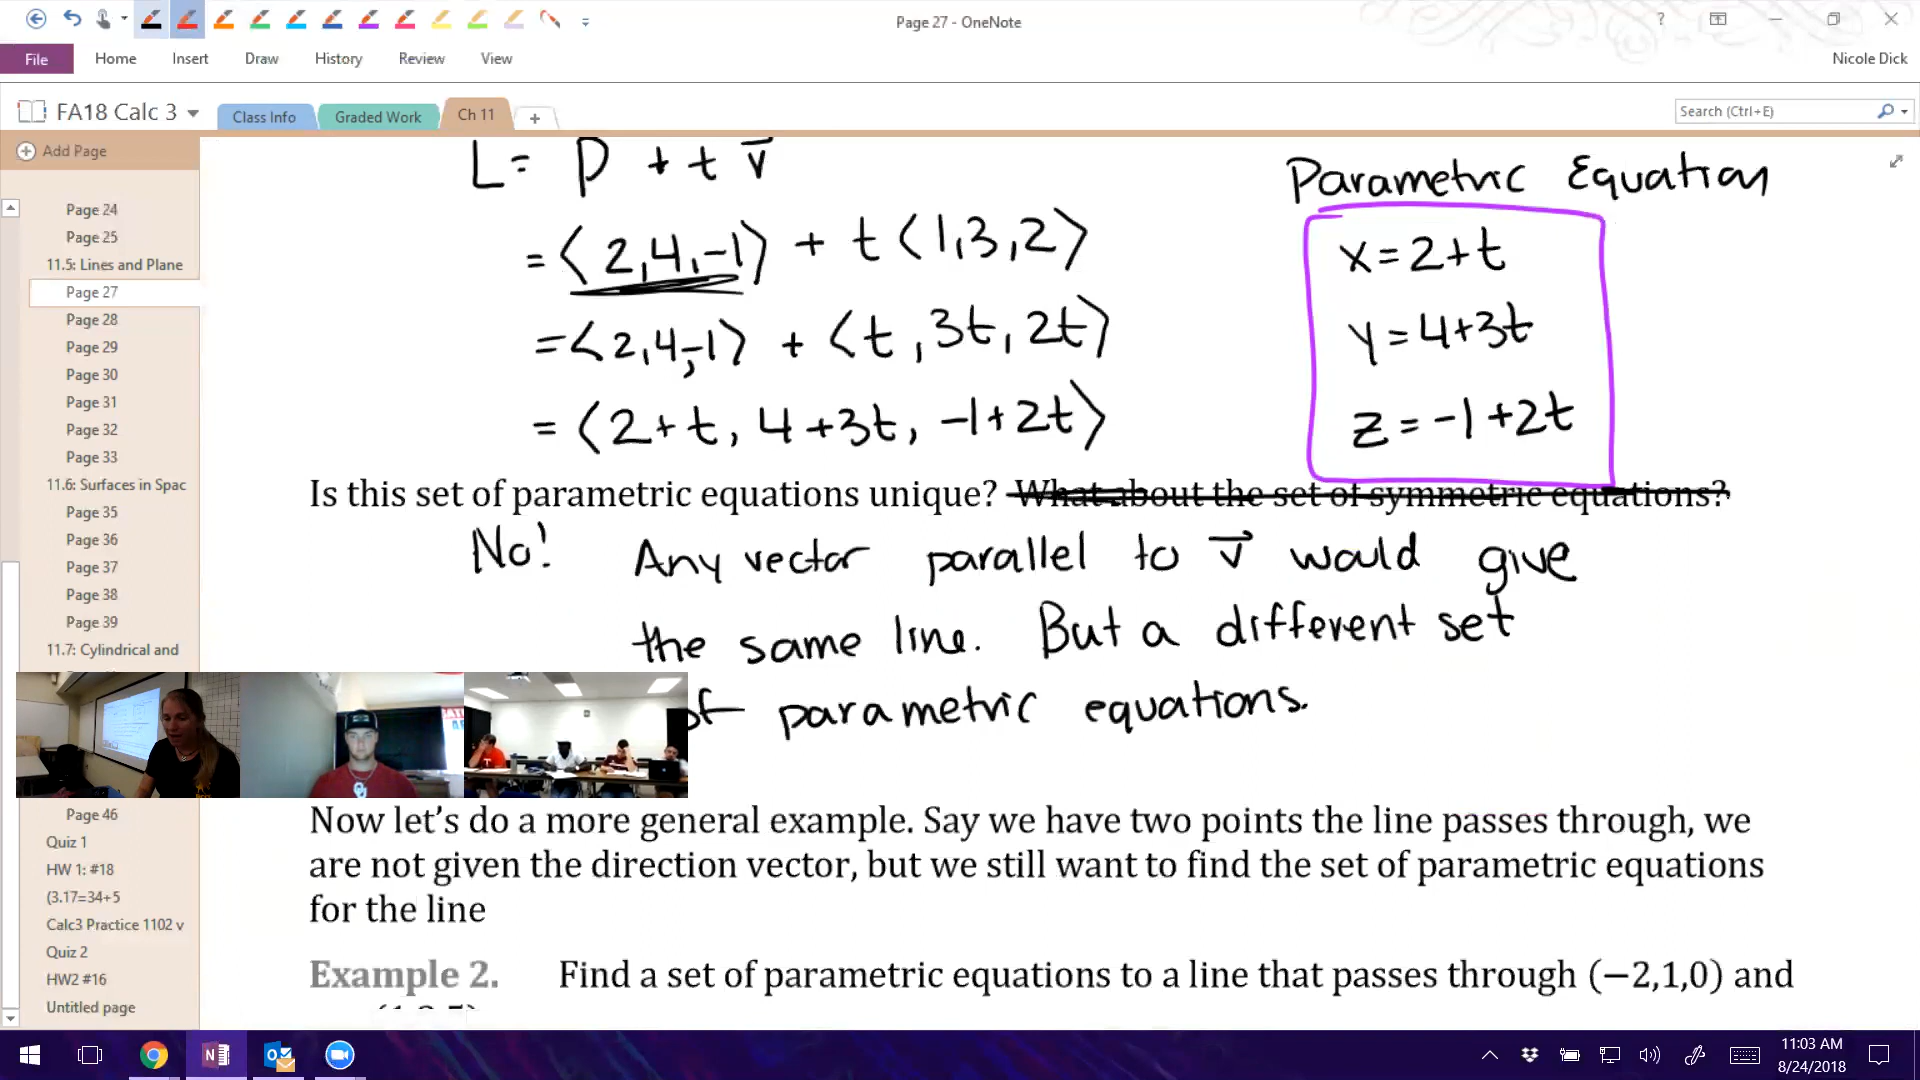 Page 27 - OneNote
File Home Insert Draw History Review View
Nicole Dick
FA18 Calc 3
Class Info
Graded Work
Ch 11
Search (Ctrl+E)
Add Page
Page 24
Page 25
11.5: Lines and Plane
Page 27
Page 28
Page 29
Page 30
Page 31
Page 32
Page 33
11.6: Surfaces in Spac
Page 35
Page 36
Page 37
Page 38
Page 39
11.7: Cylindrical and
Page 46
Quiz 1
HW 1: #18
(3.17=34+5
Calc3 Practice 1102 v
Quiz 2
HW2 #16
Untitled page
L = P + t v⃗
= ⟨2,4,-1⟩ + t⟨1,3,2⟩
= ⟨2,4,-1⟩ + ⟨t, 3t, 2t⟩
= ⟨2+t, 4+3t, -1+2t⟩
Parametric Equation
x = 2+t
y = 4+3t
z = -1+2t
Is this set of parametric equations unique? What about the set of symmetric equations?
No! Any vector parallel to v⃗ would give
the same line. But a different set
of parametric equations.
Now let’s do a more general example. Say we have two points the line passes through, we
are not given the direction vector, but we still want to find the set of parametric equations
for the line
Example 2. Find a set of parametric equations to a line that passes through (−2,1,0) and
11:03 AM
8/24/2018